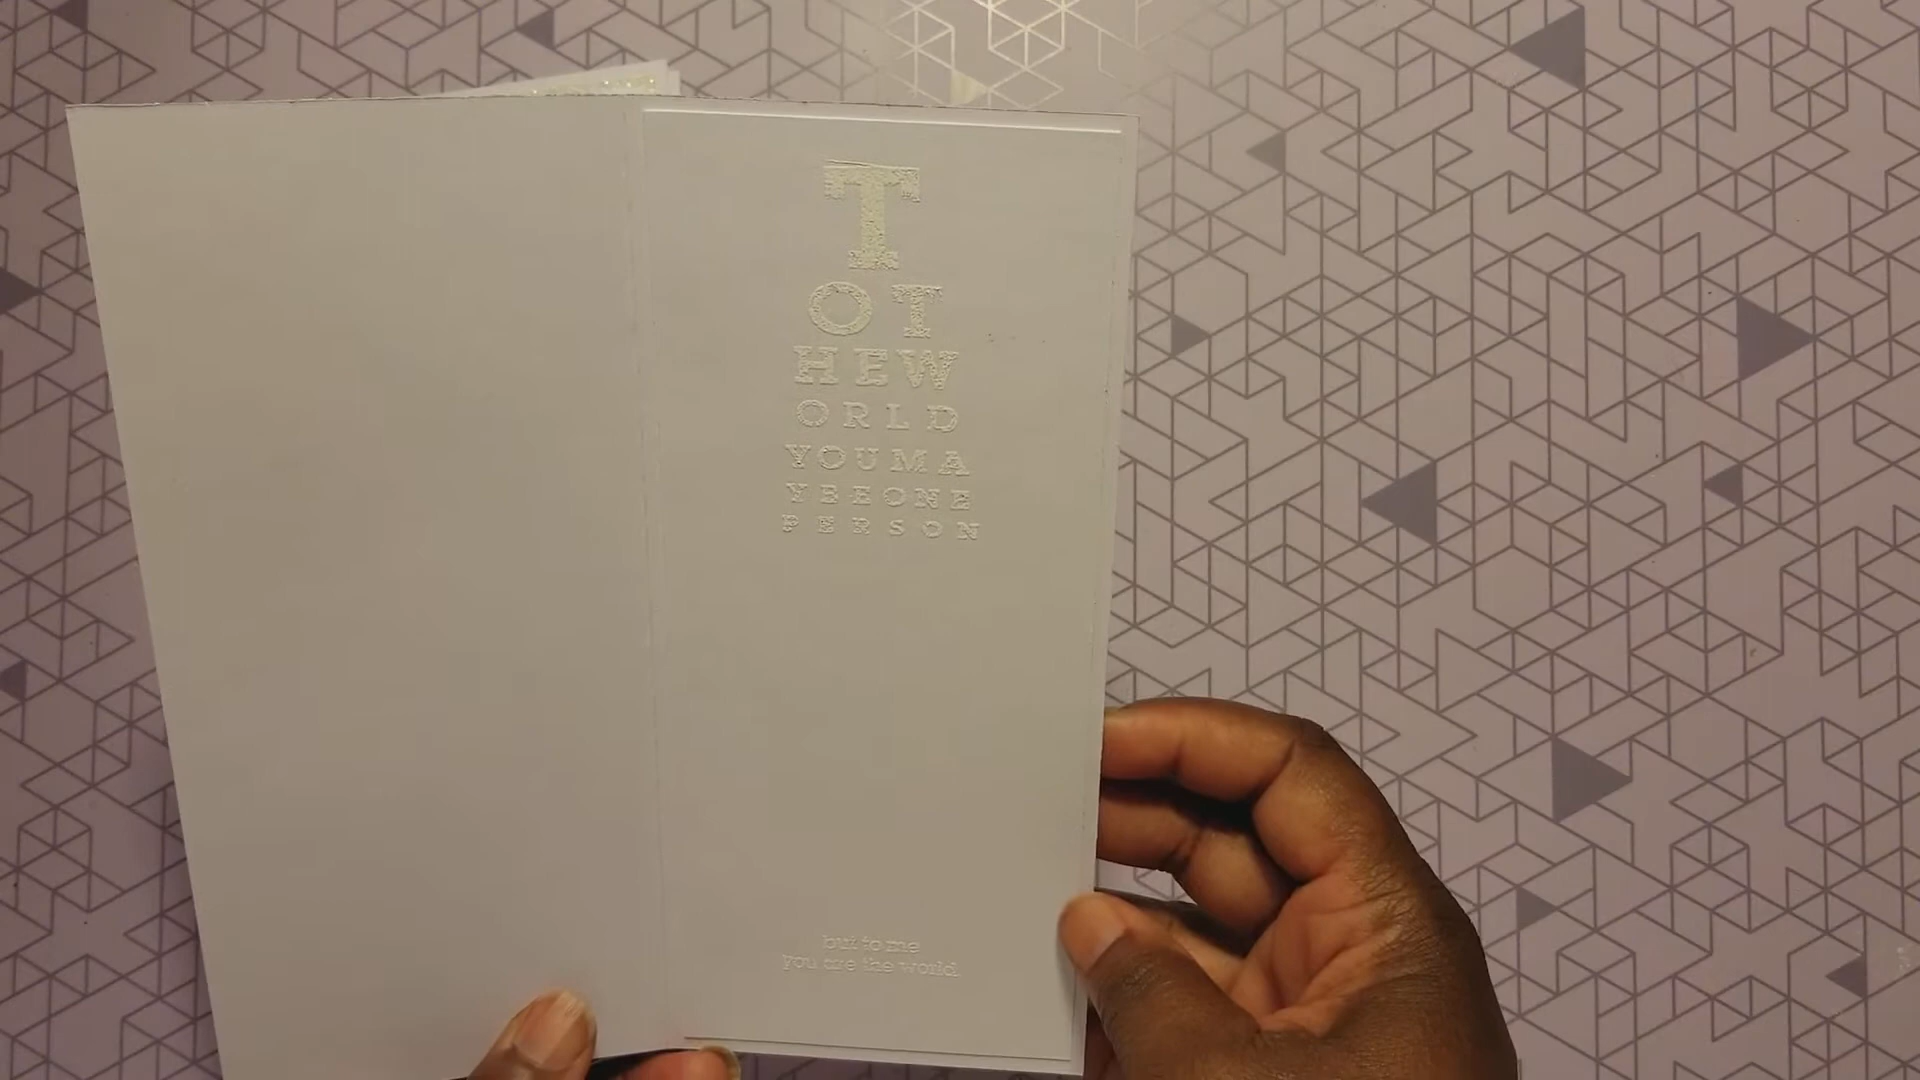 T
OT
HEW
ORLD
YOUMA
YBEONE
PERSON
but to me
you are the world